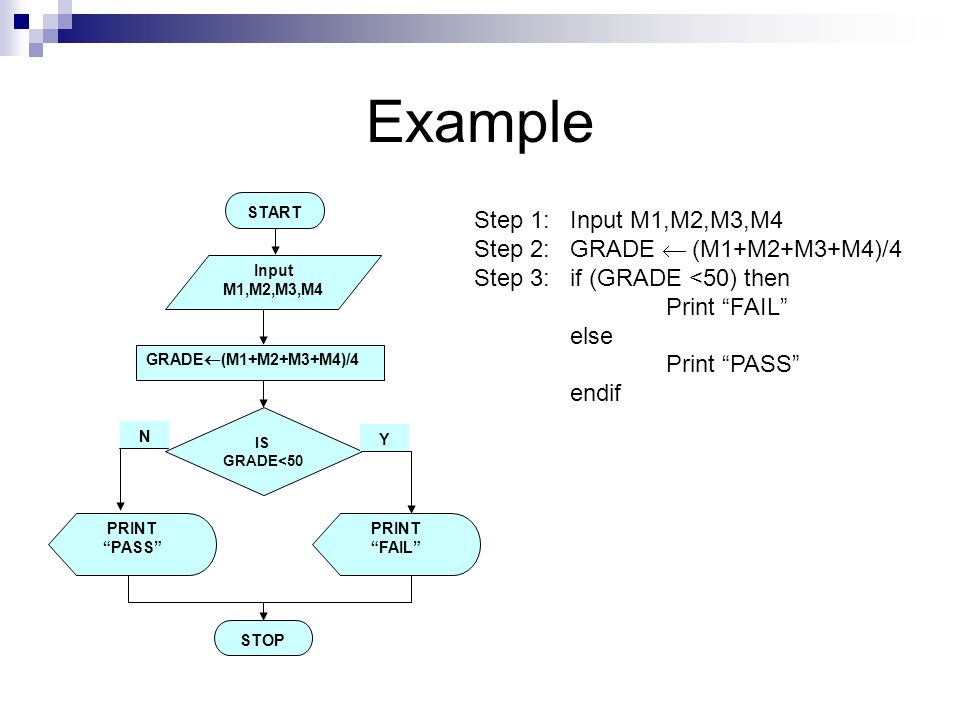 Example
START
Input
M1,M2,M3,M4
GRADE←(M1+M2+M3+M4)/4
IS
GRADE<50
N
Y
PRINT
“PASS”
PRINT
“FAIL”
STOP
Step 1: Input M1,M2,M3,M4
Step 2: GRADE ← (M1+M2+M3+M4)/4
Step 3: if (GRADE <50) then
Print “FAIL”
else
Print “PASS”
endif